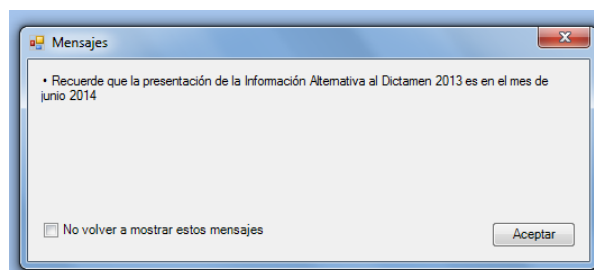 Mensajes
• Recuerde que la presentación de la Información Alternativa al Dictamen 2013 es en el mes de
junio 2014
No volver a mostrar estos mensajes
Aceptar